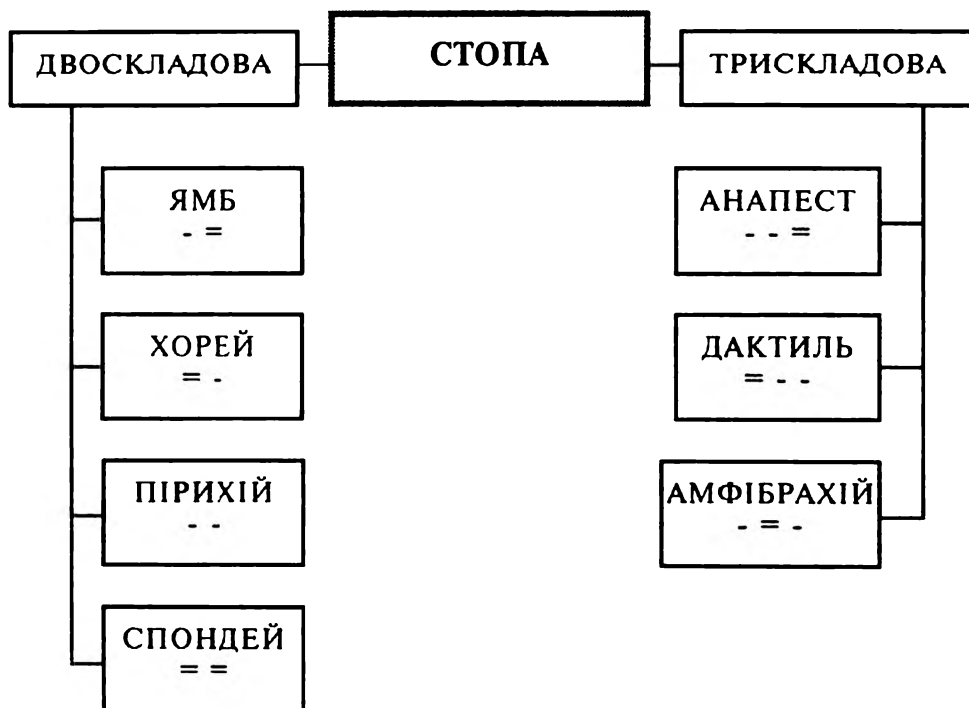 СТОПА
ДВОСКЛАДОВА
ТРИСКЛАДОВА
ЯМБ
- =
ХОРЕЙ
= -
ПІРИХІЙ
- -
СПОНДЕЙ
= =
АНАПЕСТ
- - =
ДАКТИЛЬ
= - -
АМФІБРАХІЙ
- = -